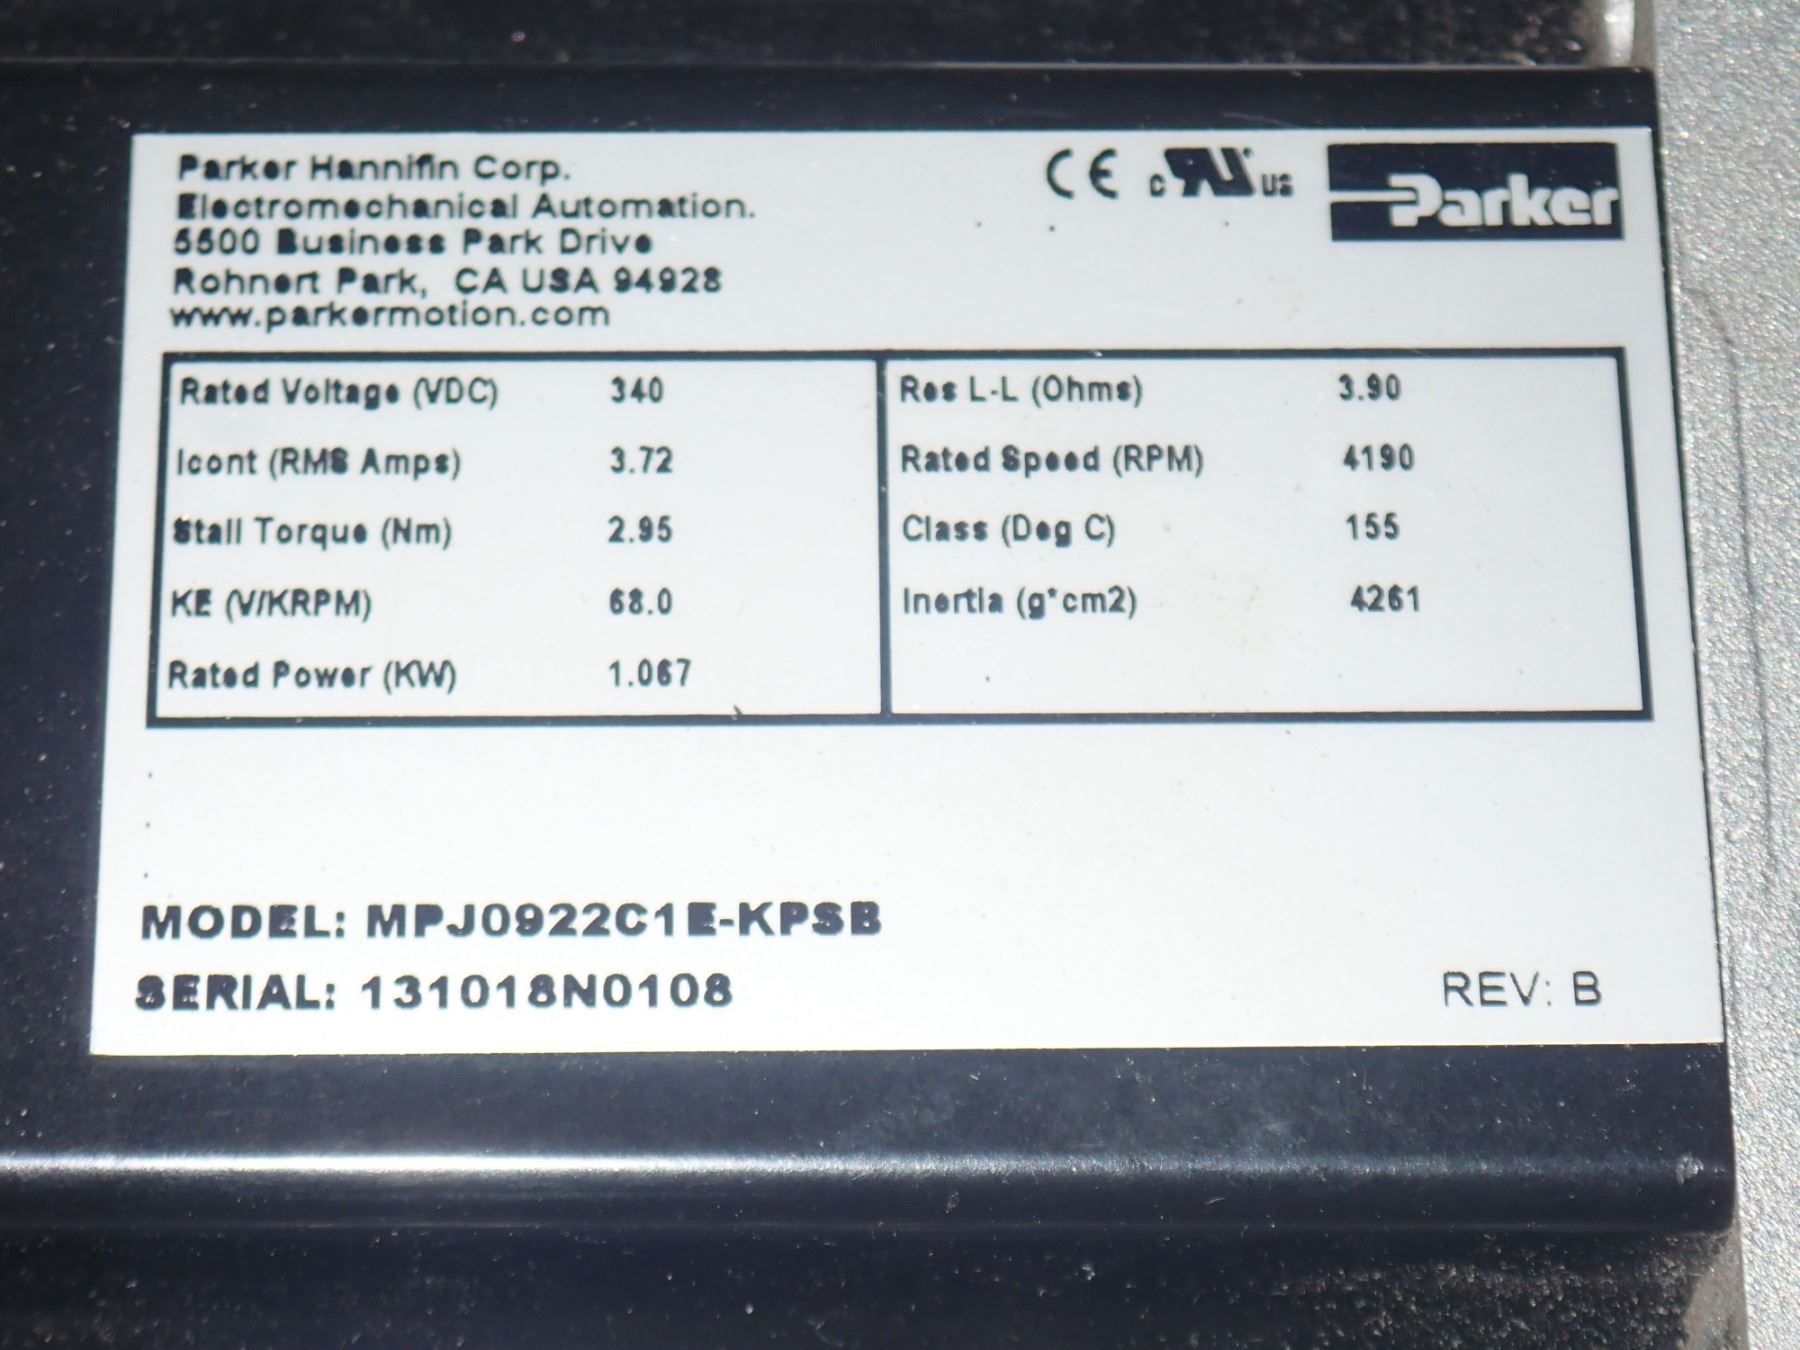 Parker Hannifin Corp.
Electromechanical Automation.
5500 Business Park Drive
Rohnert Park, CA USA 94928
www.parkermotion.com
CE c RU us Parker
Rated Voltage (VDC) 340
Icont (RMS Amps) 3.72
Stall Torque (Nm) 2.95
KE (V/KRPM) 68.0
Rated Power (KW) 1.067
Res L-L (Ohms) 3.90
Rated Speed (RPM) 4190
Class (Deg C) 155
Inertia (g*cm2) 4261
MODEL: MPJ0922C1E-KPSB
SERIAL: 131018N0108
REV: B